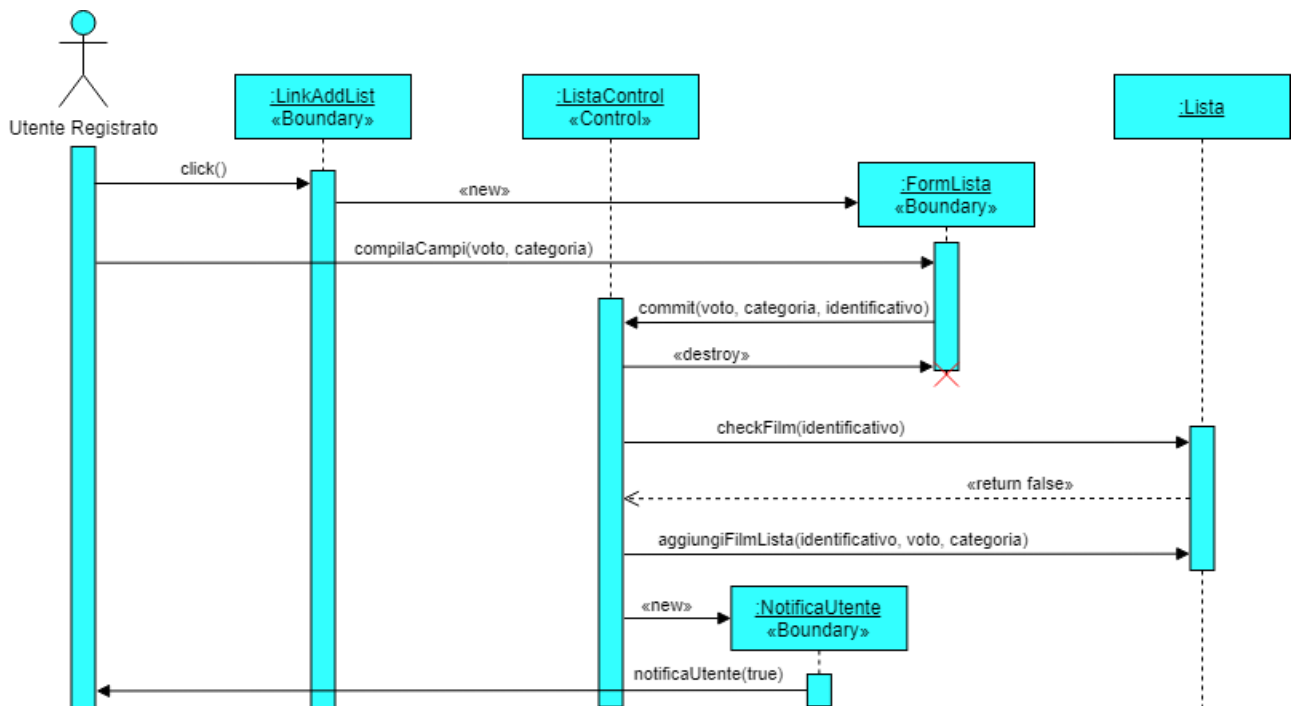 :LinkAddList
«Boundary»
:ListaControl
«Control»
:Lista
Utente Registrato
click()
«new»
:FormLista
«Boundary»
compilaCampi(voto, categoria)
commit(voto, categoria, identificativo)
«destroy»
checkFilm(identificativo)
«return false»
aggiungiFilmLista(identificativo, voto, categoria)
«new»
:NotificaUtente
«Boundary»
notificaUtente(true)